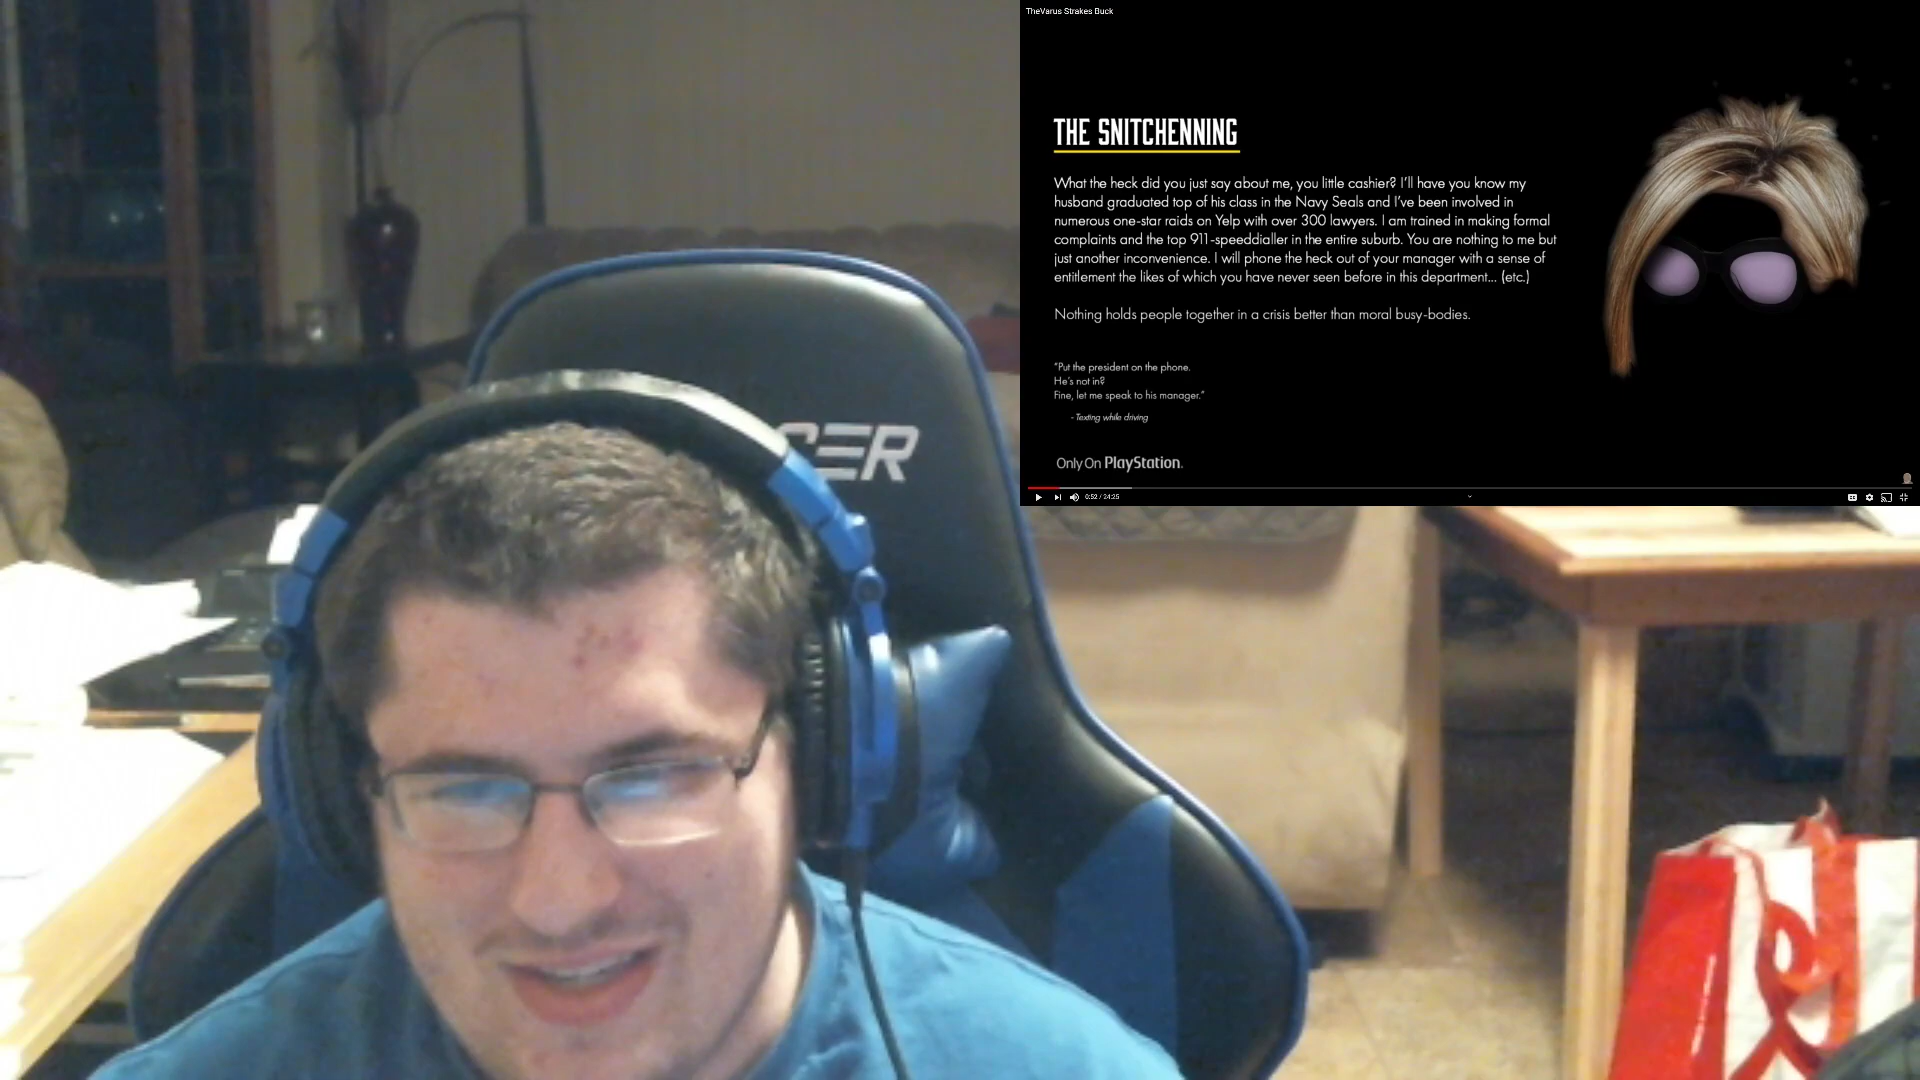 TheVarus Strakes Buck
THE SNITCHENNING
What the heck did you just say about me, you little cashier? I'll have you know my
husband graduated top of his class in the Navy Seals and I've been involved in
numerous one-star raids on Yelp with over 300 lawyers. I am trained in making formal
complaints and the top 911-speeddialler in the entire suburb. You are nothing to me but
just another inconvenience. I will phone the heck out of your manager with a sense of
entitlement the likes of which you have never seen before in this department... (etc.)
Nothing holds people together in a crisis better than moral busy-bodies.
"Put the president on the phone.
He's not in?
Fine, let me speak to his manager."
- Texting while driving
Only On PlayStation.
0:52 / 24:25
CER